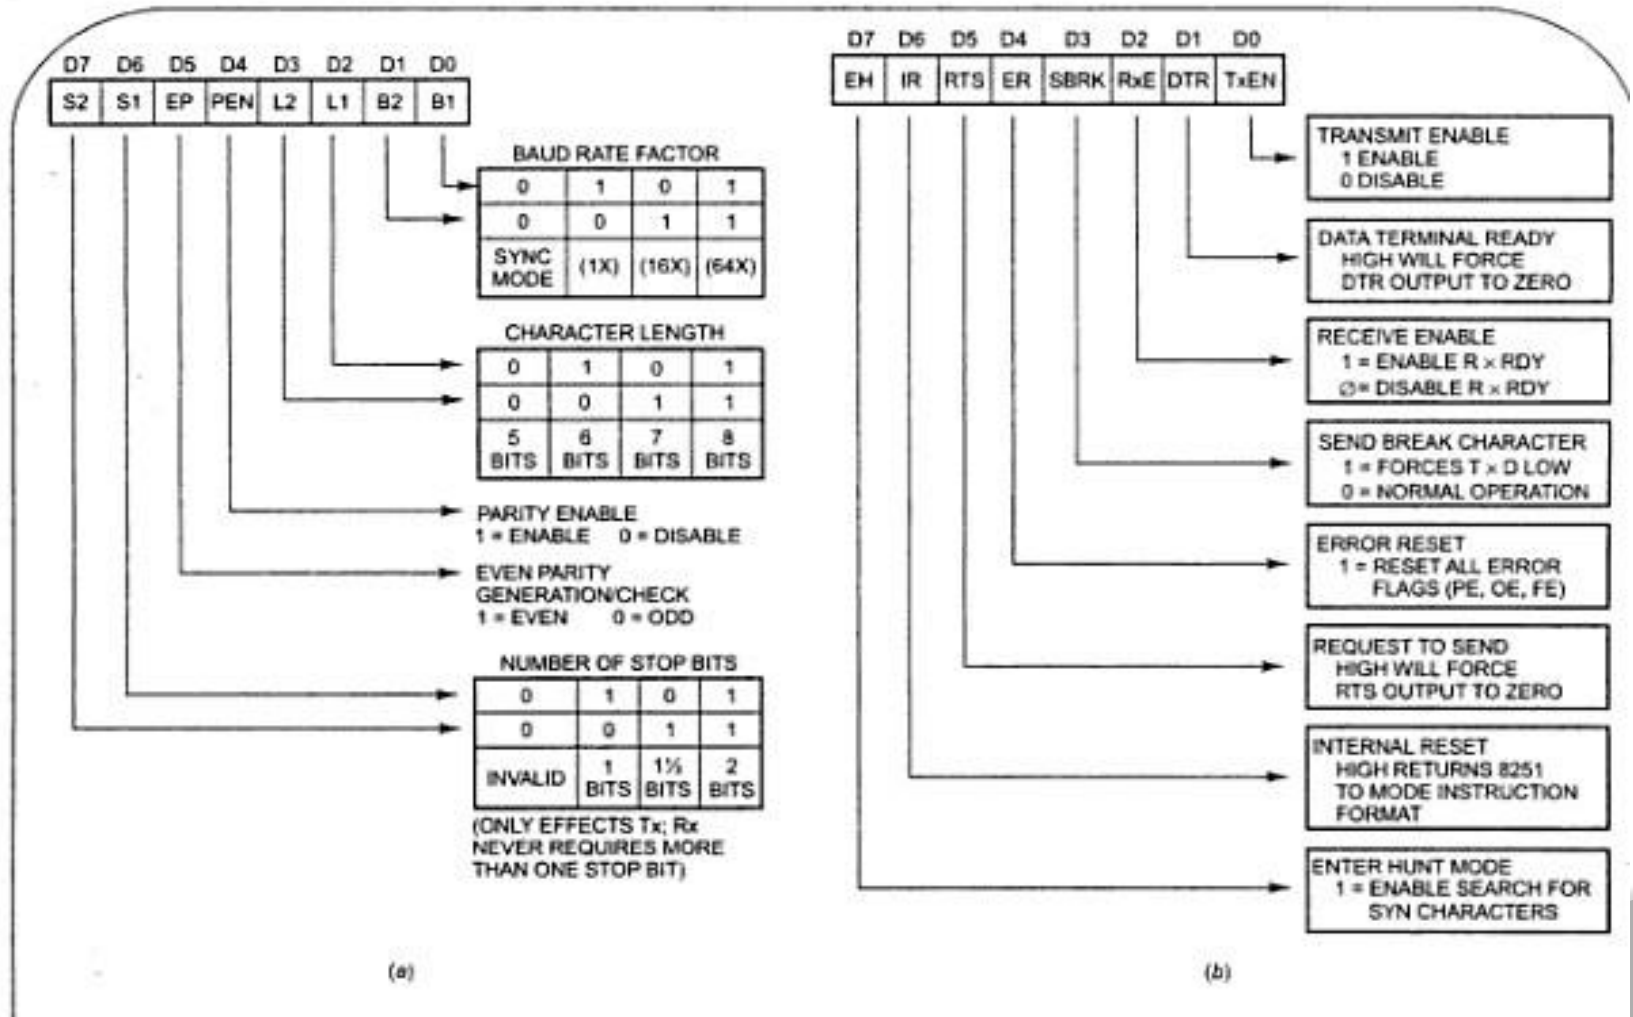 D7 D6 D5 D4 D3 D2 D1 D0
S2 S1 EP PEN L2 L1 B2 B1
BAUD RATE FACTOR
0 1 0 1
0 0 1 1
SYNC MODE (1X) (16X) (64X)
CHARACTER LENGTH
0 1 0 1
0 0 1 1
5 BITS 6 BITS 7 BITS 8 BITS
PARITY ENABLE
1 = ENABLE 0 = DISABLE
EVEN PARITY
GENERATION/CHECK
1 = EVEN 0 = ODD
NUMBER OF STOP BITS
0 1 0 1
0 0 1 1
INVALID 1 BITS 1½ BITS 2 BITS
(ONLY EFFECTS Tx; Rx
NEVER REQUIRES MORE
THAN ONE STOP BIT)
(a)
D7 D6 D5 D4 D3 D2 D1 D0
EH IR RTS ER SBRK RxE DTR TxEN
TRANSMIT ENABLE
1 ENABLE
0 DISABLE
DATA TERMINAL READY
HIGH WILL FORCE
DTR OUTPUT TO ZERO
RECEIVE ENABLE
1 = ENABLE R × RDY
∅ = DISABLE R × RDY
SEND BREAK CHARACTER
1 = FORCES T × D LOW
0 = NORMAL OPERATION
ERROR RESET
1 = RESET ALL ERROR
FLAGS (PE, OE, FE)
REQUEST TO SEND
HIGH WILL FORCE
RTS OUTPUT TO ZERO
INTERNAL RESET
HIGH RETURNS 8251
TO MODE INSTRUCTION
FORMAT
ENTER HUNT MODE
1 = ENABLE SEARCH FOR
SYN CHARACTERS
(b)